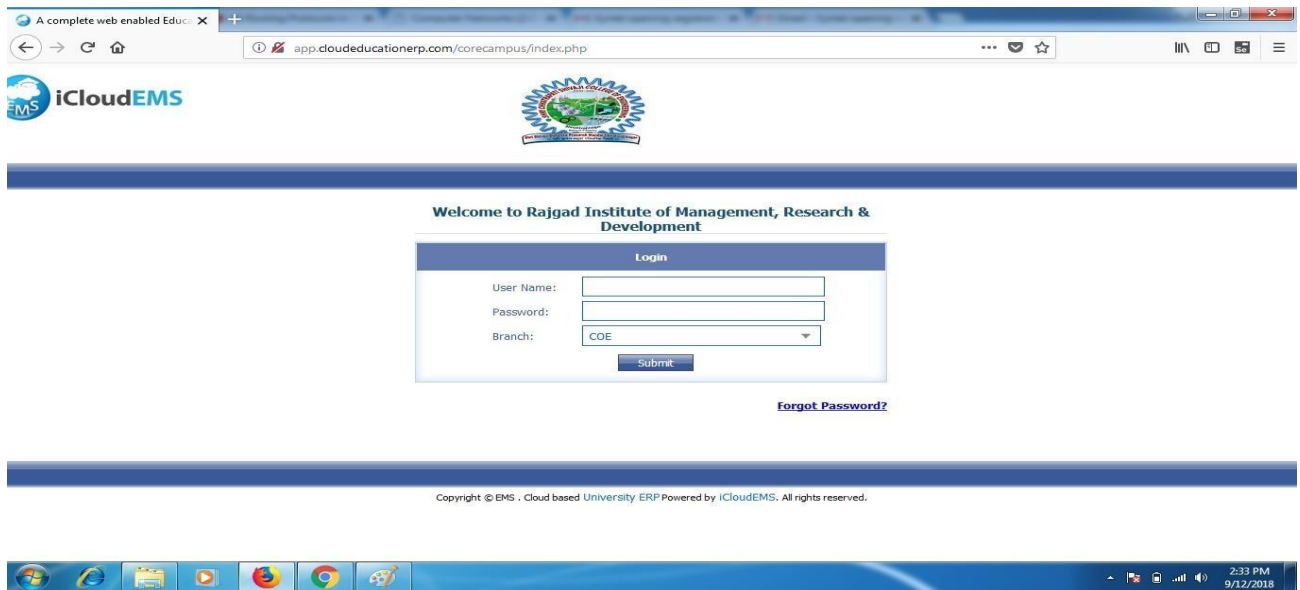 A complete web enabled Educ
app.cloudeducationerp.com/corecampus/index.php
EMS
iCloudEMS
Welcome to Rajgad Institute of Management, Research &
Development
Login
User Name:
Password:
Branch:
COE
Submit
Forgot Password?
Copyright © EMS . Cloud based University ERP Powered by iCloudEMS. All rights reserved.
2:33 PM
9/12/2018